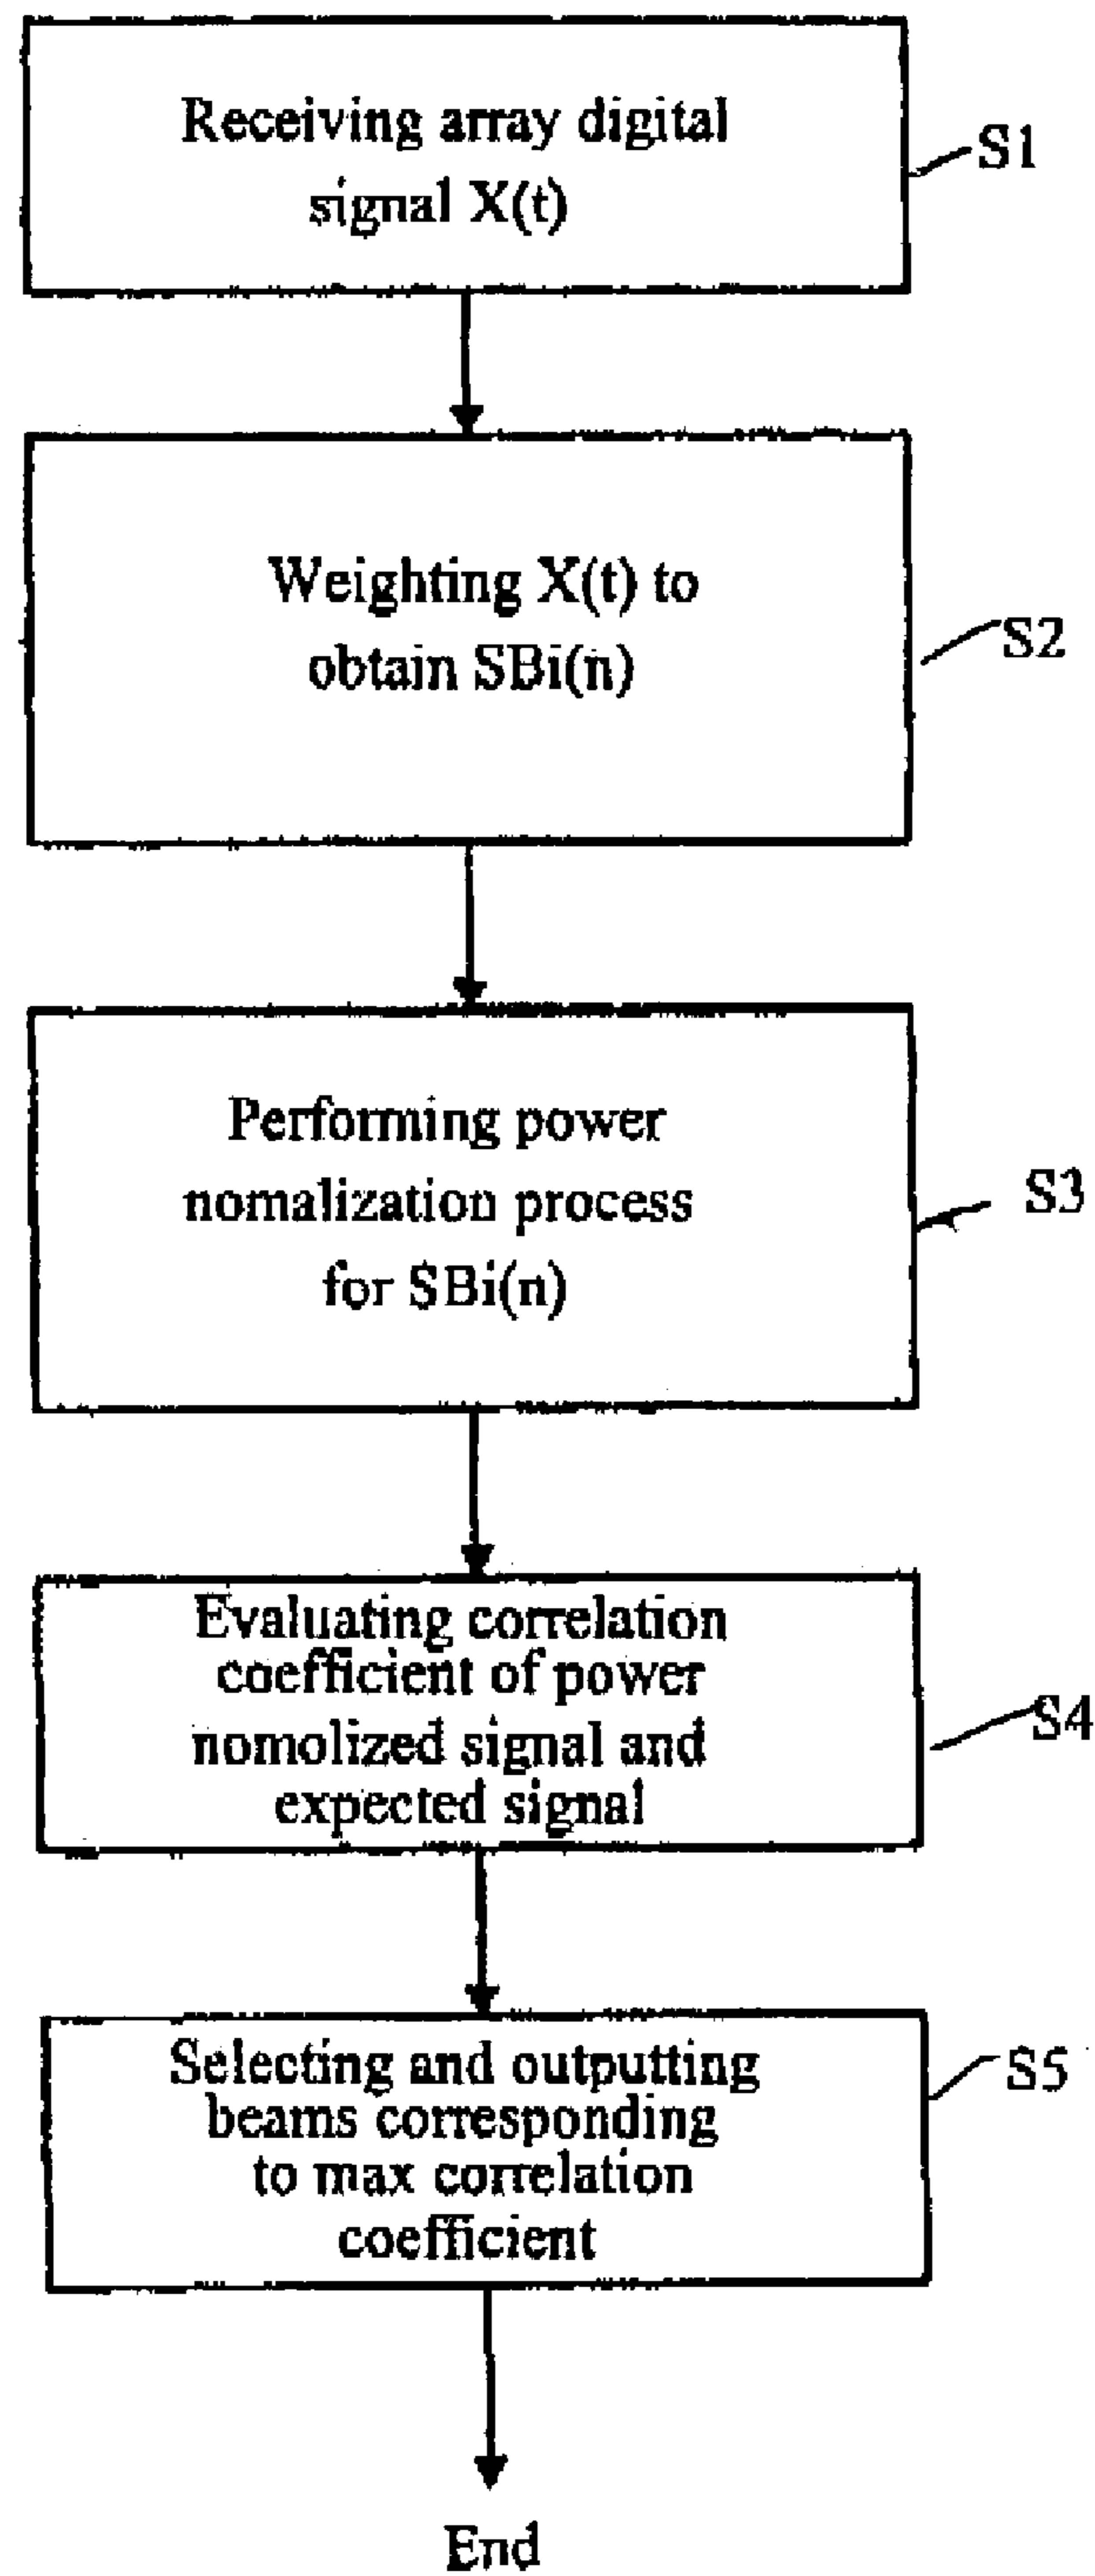 Receiving array digital
signal X(t)
S1
Weighting X(t) to
obtain SBi(n)
S2
Performing power
nomalization process
for SBi(n)
S3
Evaluating correlation
coefficient of power
nomolized signal and
expected signal
S4
Selecting and outputting
beams corresponding
to max correlation
coefficient
S5
End